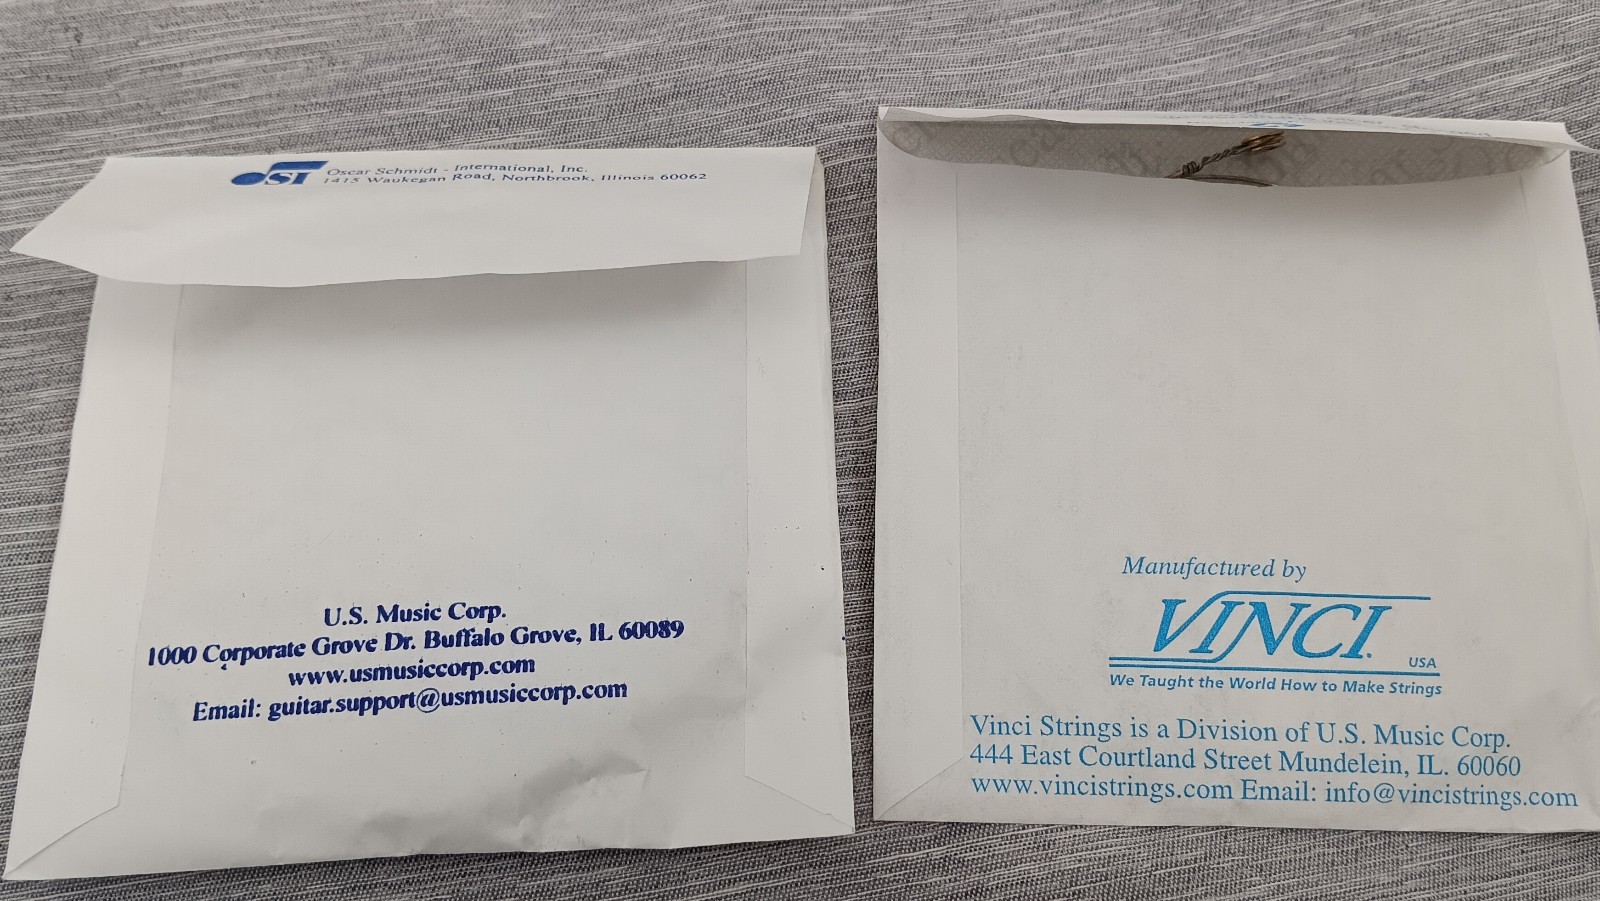 OSI
Oscar Schmidt - International, Inc.
1415 Waukegan Road, Northbrook, Illinois 60062
U.S. Music Corp.
1000 Corporate Grove Dr. Buffalo Grove, IL 60089
www.usmusiccorp.com
Email: guitar.support@usmusiccorp.com
Manufactured by
VINCI.
USA
We Taught the World How to Make Strings
Vinci Strings is a Division of U.S. Music Corp.
444 East Courtland Street Mundelein, IL. 60060
www.vincistrings.com Email: info@vincistrings.com